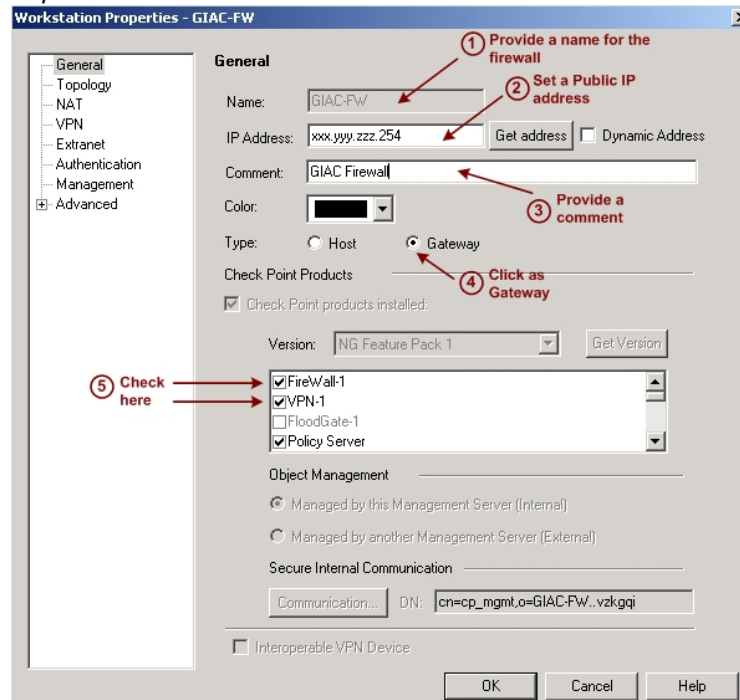 Workstation Properties - GIAC-FW
General
Topology
NAT
VPN
Extranet
Authentication
Management
Advanced
General
1 Provide a name for the
firewall
Name: GIAC-FW
2 Set a Public IP
address
IP Address: xxx.yyy.zzz.254 Get address Dynamic Address
Comment: GIAC Firewall
3 Provide a
comment
Color:
Type: Host Gateway
4 Click as
Gateway
Check Point Products
Check Point products installed:
Version: NG Feature Pack 1 Get Version
5 Check
here
FireWall-1
VPN-1
FloodGate-1
Policy Server
Object Management
Managed by this Management Server (Internal)
Managed by another Management Server (External)
Secure Internal Communication
Communication... DN: cn=cp_mgmt,o=GIAC-FW..vzkgqi
Interoperable VPN Device
OK Cancel Help